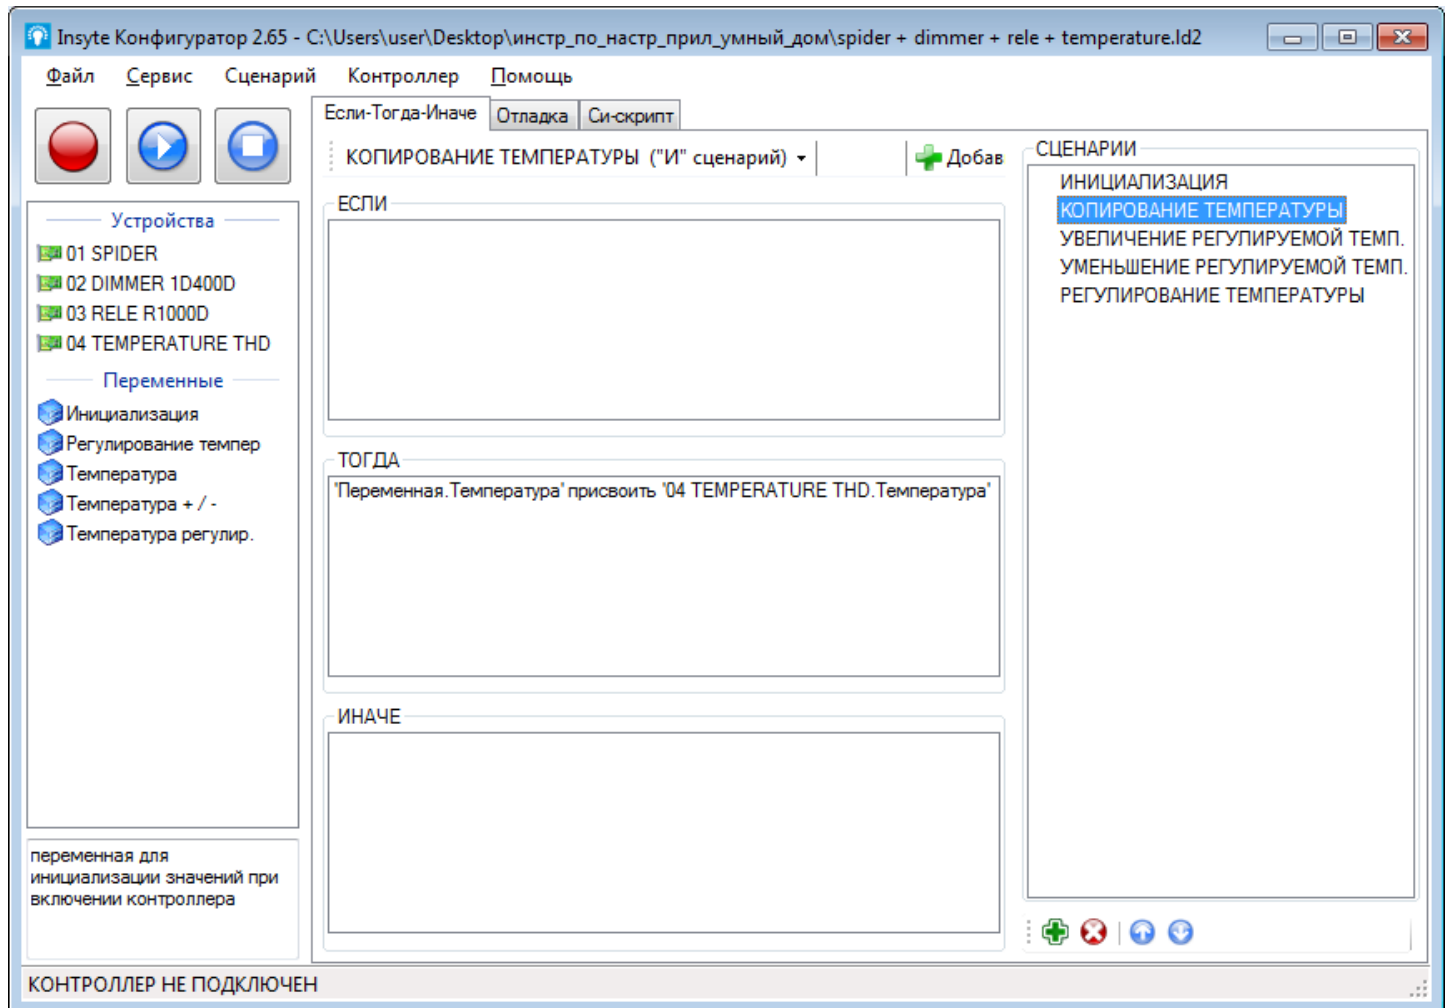 Insyte Конфигуратор 2.65 - C:\Users\user\Desktop\инстр_по_настр_прил_умный_дом\spider + dimmer + rele + temperature.ld2
Файл Сервис Сценарий Контроллер Помощь
Если-Тогда-Иначе Отладка Си-скрипт
КОПИРОВАНИЕ ТЕМПЕРАТУРЫ ("И" сценарий) Добав
Устройства
01 SPIDER
02 DIMMER 1D400D
03 RELE R1000D
04 TEMPERATURE THD
Переменные
Инициализация
Регулирование темпер
Температура
Температура + / -
Температура регулир.
переменная для
инициализации значений при
включении контроллера
ЕСЛИ
ТОГДА
'Переменная.Температура' присвоить '04 TEMPERATURE THD.Температура'
ИНАЧЕ
СЦЕНАРИИ
ИНИЦИАЛИЗАЦИЯ
КОПИРОВАНИЕ ТЕМПЕРАТУРЫ
УВЕЛИЧЕНИЕ РЕГУЛИРУЕМОЙ ТЕМП.
УМЕНЬШЕНИЕ РЕГУЛИРУЕМОЙ ТЕМП.
РЕГУЛИРОВАНИЕ ТЕМПЕРАТУРЫ
КОНТРОЛЛЕР НЕ ПОДКЛЮЧЕН